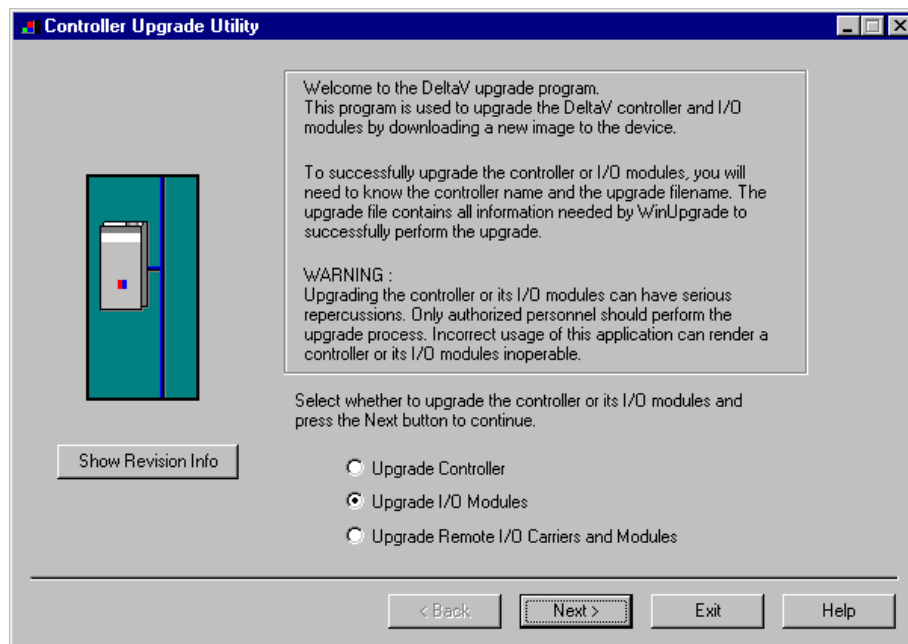 Controller Upgrade Utility
Welcome to the DeltaV upgrade program.
This program is used to upgrade the DeltaV controller and I/O
modules by downloading a new image to the device.
To successfully upgrade the controller or I/O modules, you will
need to know the controller name and the upgrade filename. The
upgrade file contains all information needed by WinUpgrade to
successfully perform the upgrade.
WARNING :
Upgrading the controller or its I/O modules can have serious
repercussions. Only authorized personnel should perform the
upgrade process. Incorrect usage of this application can render a
controller or its I/O modules inoperable.
Select whether to upgrade the controller or its I/O modules and
press the Next button to continue.
Show Revision Info
Upgrade Controller
Upgrade I/O Modules
Upgrade Remote I/O Carriers and Modules
< Back
Next >
Exit
Help